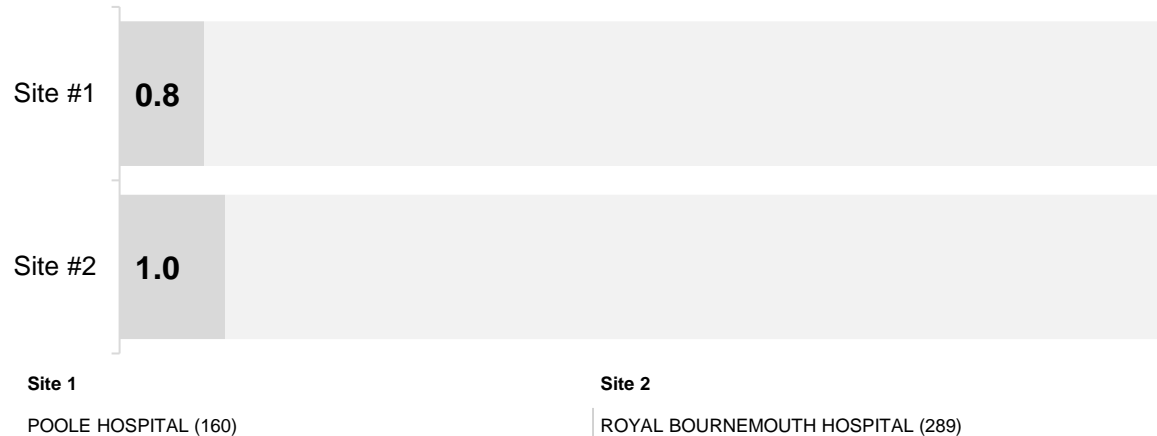 Site #1 0.8
Site #2 1.0
Site 1 Site 2
POOLE HOSPITAL (160) ROYAL BOURNEMOUTH HOSPITAL (289)